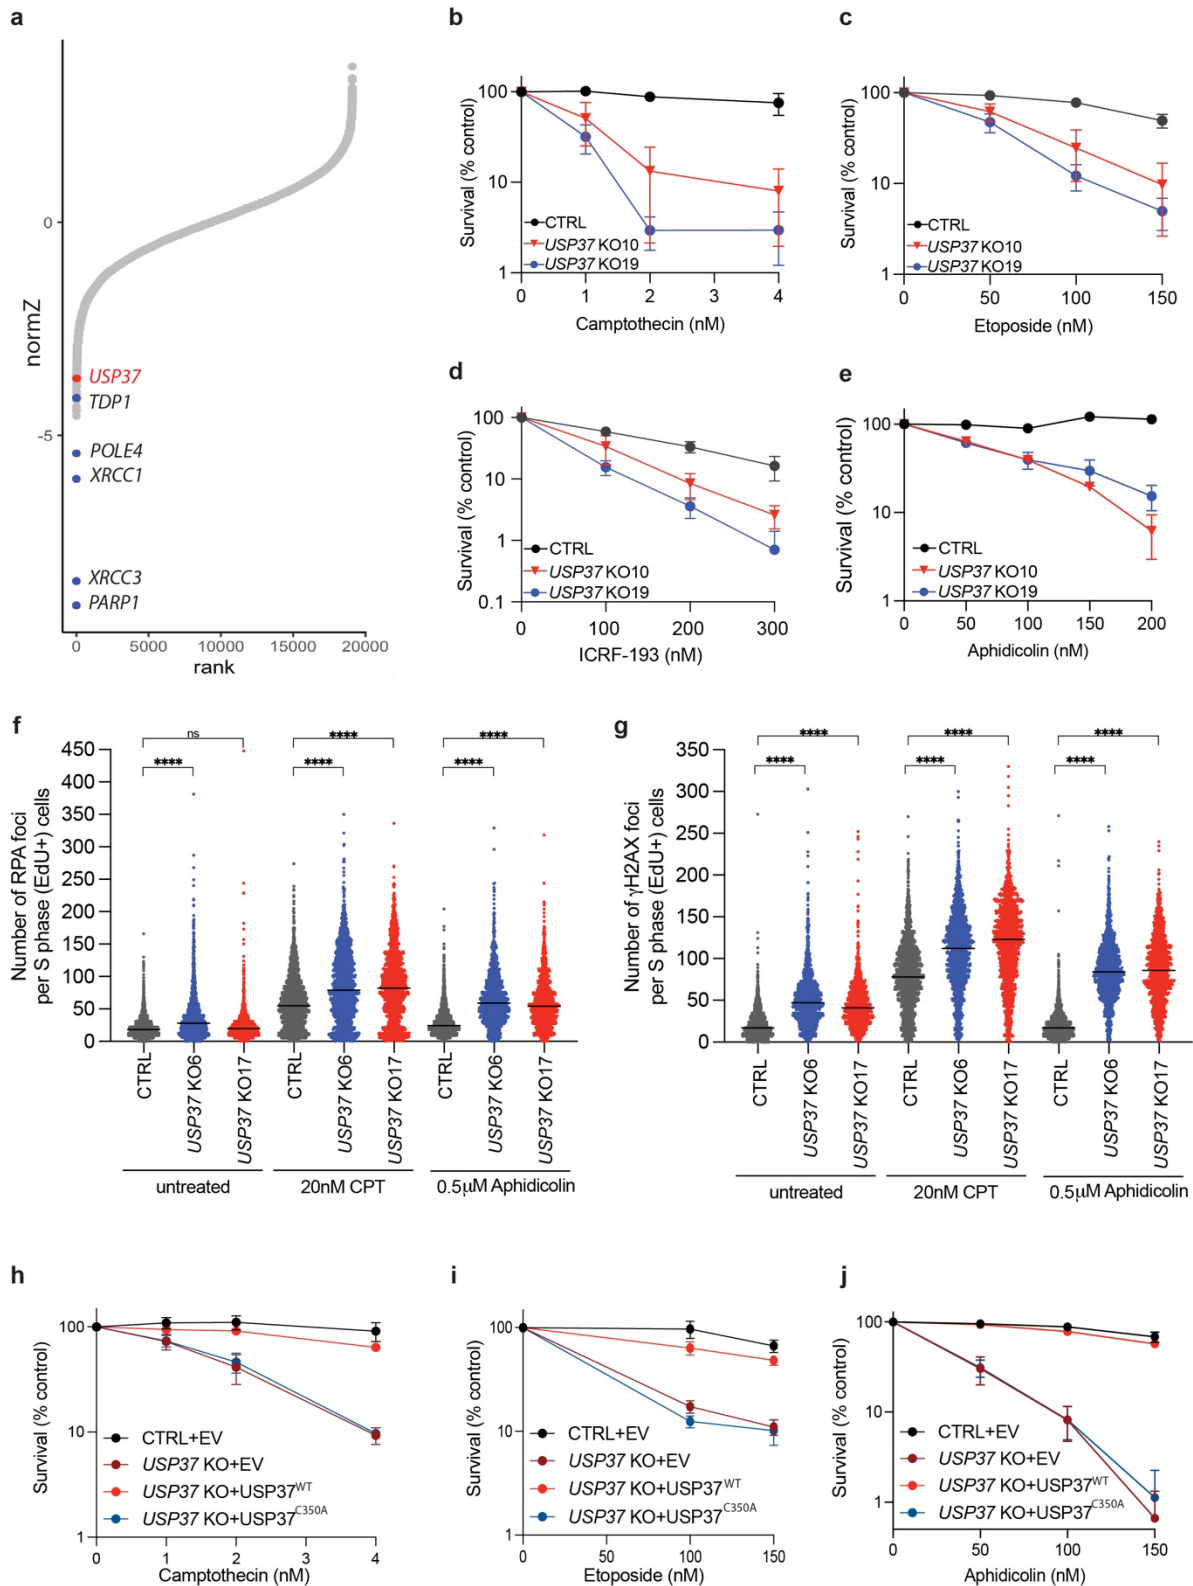 a
normZ
0
-5
USP37
TDP1
POLE4
XRCC1
XRCC3
PARP1
0 5000 10000 15000 20000
rank
b
Survival (% control)
100
10
1
CTRL
USP37 KO10
USP37 KO19
0 1 2 3 4
Camptothecin (nM)
c
Survival (% control)
100
10
1
CTRL
USP37 KO10
USP37 KO19
0 50 100 150
Etoposide (nM)
d
Survival (% control)
100
10
1
0.1
CTRL
USP37 KO10
USP37 KO19
0 100 200 300
ICRF-193 (nM)
e
Survival (% control)
100
10
1
CTRL
USP37 KO10
USP37 KO19
0 50 100 150 200
Aphidicolin (nM)
f
Number of RPA foci
per S phase (EdU+) cells
450
400
350
300
250
200
150
100
50
0
ns
****
****
****
****
****
CTRL
USP37 KO6
USP37 KO17
CTRL
USP37 KO6
USP37 KO17
CTRL
USP37 KO6
USP37 KO17
untreated
20nM CPT
0.5μM Aphidicolin
g
Number of γH2AX foci
per S phase (EdU+) cells
350
300
250
200
150
100
50
0
****
****
****
****
****
****
CTRL
USP37 KO6
USP37 KO17
CTRL
USP37 KO6
USP37 KO17
CTRL
USP37 KO6
USP37 KO17
untreated
20nM CPT
0.5μM Aphidicolin
h
Survival (% control)
100
10
1
CTRL+EV
USP37 KO+EV
USP37 KO+USP37WT
USP37 KO+USP37C350A
0 1 2 3 4
Camptothecin (nM)
i
Survival (% control)
100
10
1
CTRL+EV
USP37 KO+EV
USP37 KO+USP37WT
USP37 KO+USP37C350A
0 50 100 150
Etoposide (nM)
j
Survival (% control)
100
10
1
CTRL+EV
USP37 KO+EV
USP37 KO+USP37WT
USP37 KO+USP37C350A
0 50 100 150
Aphidicolin (nM)